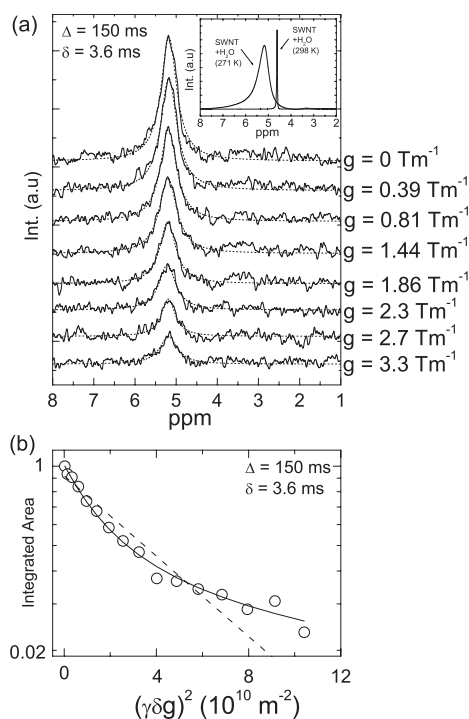 (a)
Δ = 150 ms
δ = 3.6 ms
Int. (a.u)
SWNT
+H₂O
(271 K)
SWNT
+H₂O
(298 K)
Int. (a.u)
8 7 6 5 4 3 2
ppm
g = 0 Tm⁻¹
g = 0.39 Tm⁻¹
g = 0.81 Tm⁻¹
g = 1.44 Tm⁻¹
g = 1.86 Tm⁻¹
g = 2.3 Tm⁻¹
g = 2.7 Tm⁻¹
g = 3.3 Tm⁻¹
8 7 6 5 4 3 2 1
ppm
(b)
Δ = 150 ms
δ = 3.6 ms
Integrated Area
1
0.02
0 4 8 12
(γδg)² (10¹⁰ m⁻²)